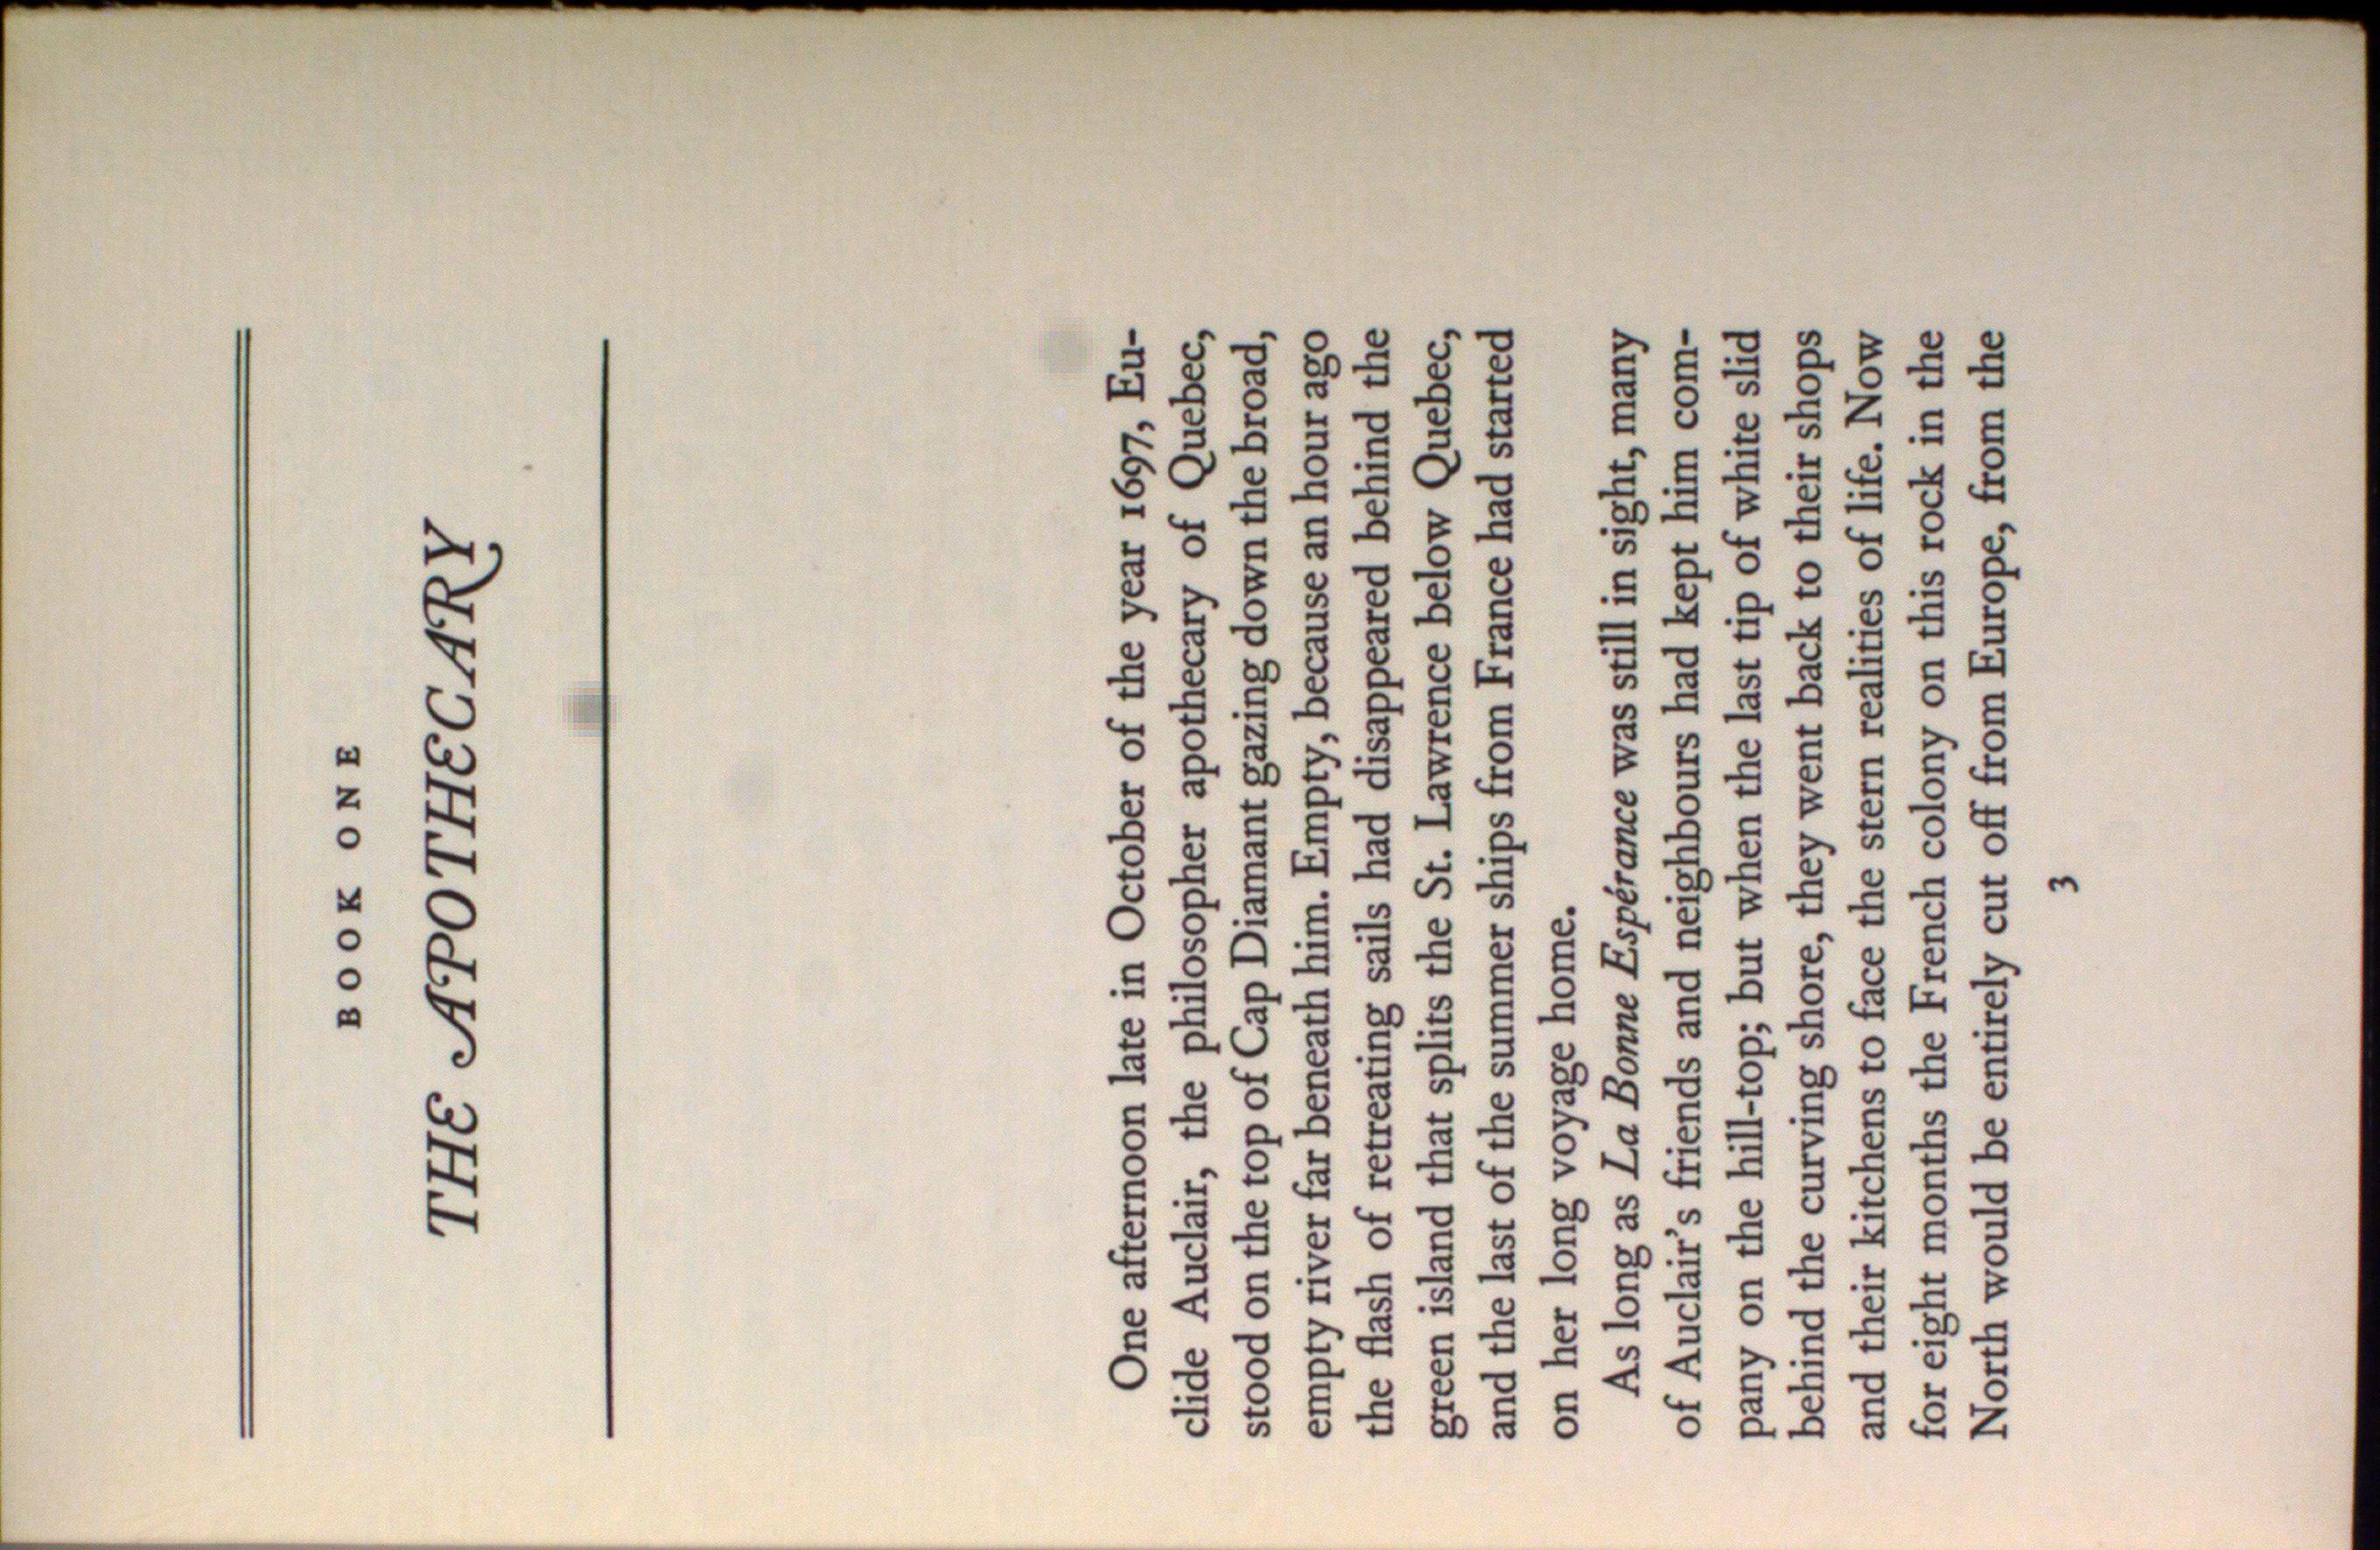 BOOK ONE
THE APOTHECARY
One afternoon late in October of the year 1697, Eu-
clide Auclair, the philosopher apothecary of Quebec,
stood on the top of Cap Diamant gazing down the broad,
empty river far beneath him. Empty, because an hour ago
the flash of retreating sails had disappeared behind the
green island that splits the St. Lawrence below Quebec,
and the last of the summer ships from France had started
on her long voyage home.
As long as La Bonne Espérance was still in sight, many
of Auclair's friends and neighbours had kept him com-
pany on the hill-top; but when the last tip of white slid
behind the curving shore, they went back to their shops
and their kitchens to face the stern realities of life. Now
for eight months the French colony on this rock in the
North would be entirely cut off from Europe, from the
3